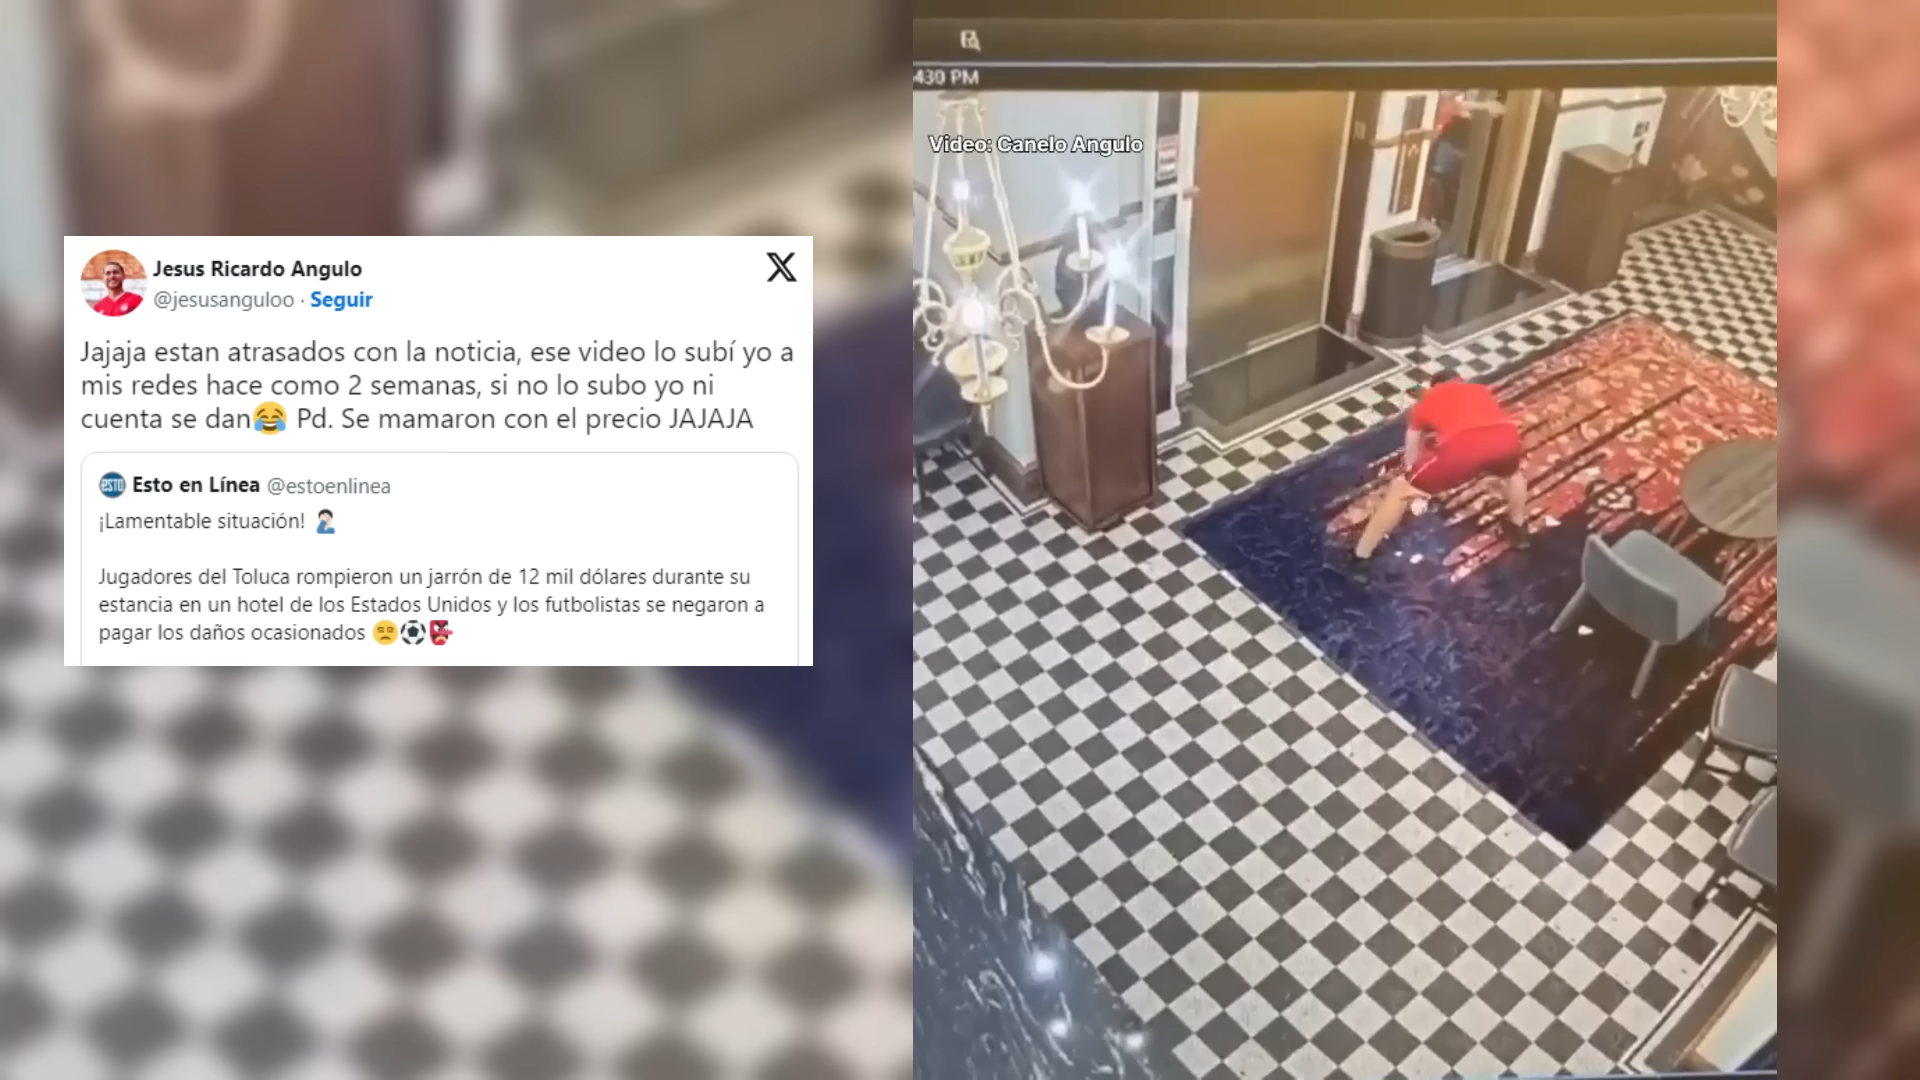 Jesus Ricardo Angulo
@jesusanguloo · Seguir
Jajaja estan atrasados con la noticia, ese video lo subí yo a
mis redes hace como 2 semanas, si no lo subo yo ni
cuenta se dan😂 Pd. Se mamaron con el precio JAJAJA
ESTO Esto en Línea @estoenlinea
¡Lamentable situación! 🤦🏻‍♂️
Jugadores del Toluca rompieron un jarrón de 12 mil dólares durante su
estancia en un hotel de los Estados Unidos y los futbolistas se negaron a
pagar los daños ocasionados 😒⚽👺
430 PM
Video: Canelo Angulo